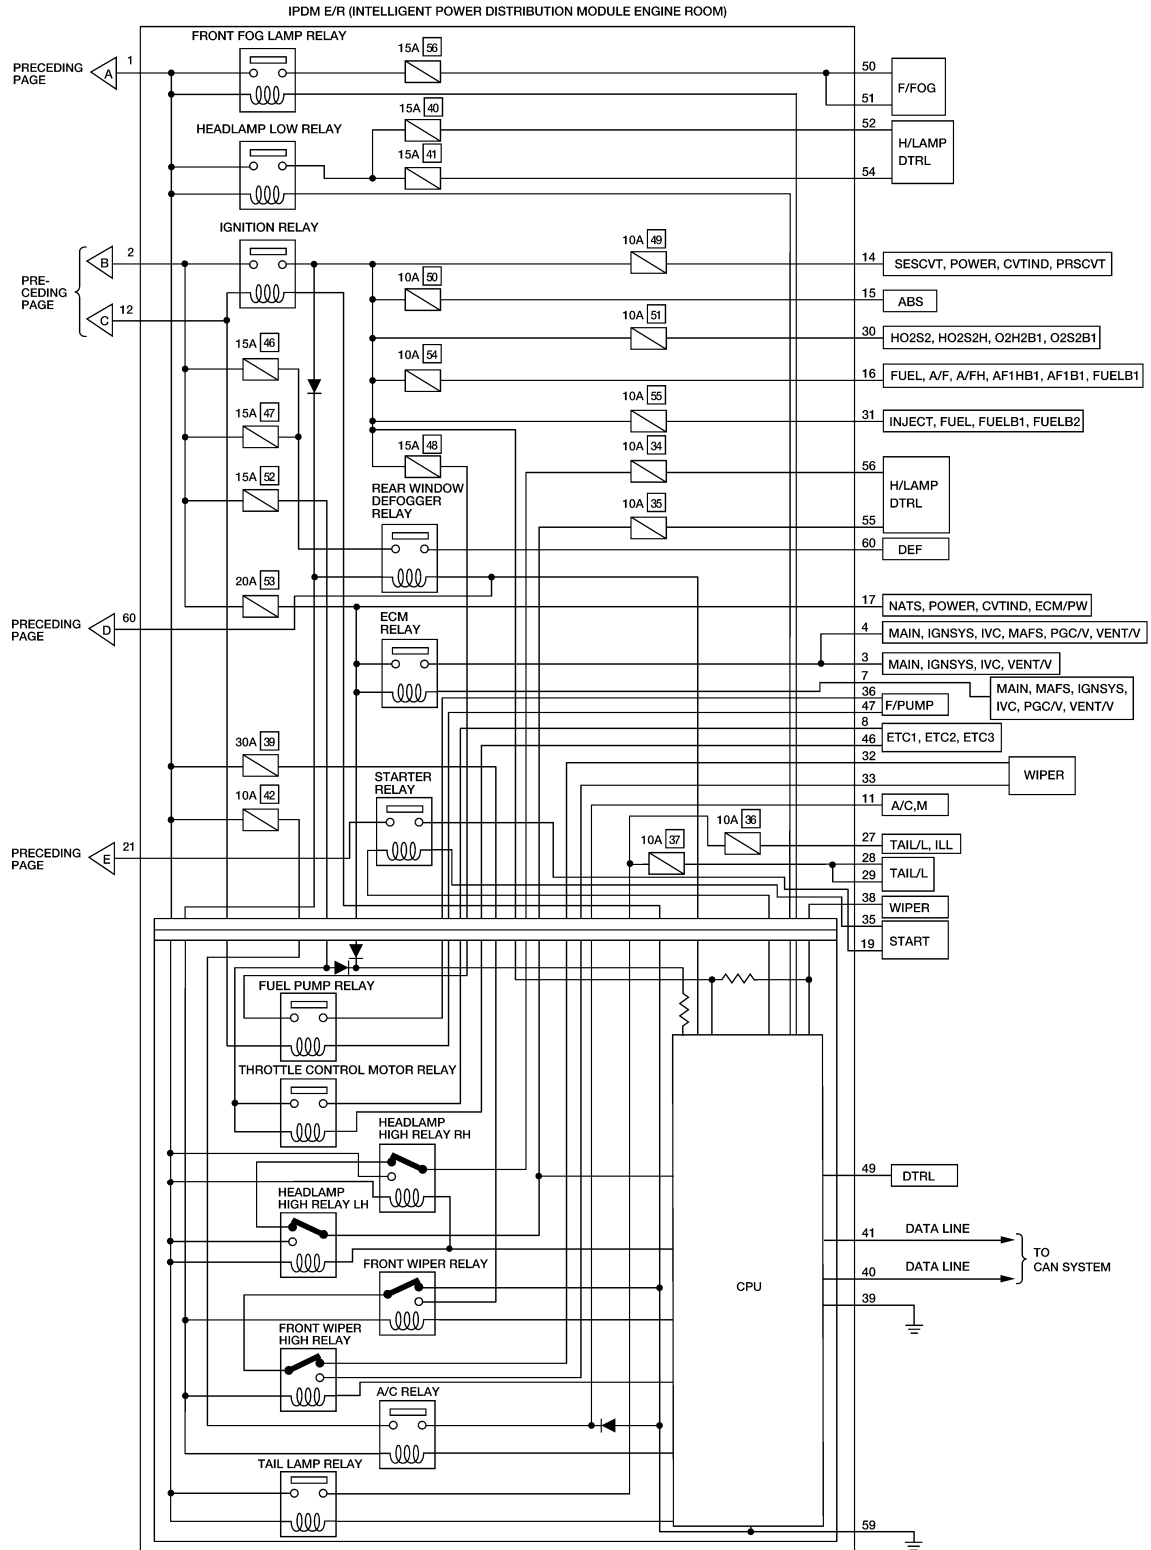 IPDM E/R (INTELLIGENT POWER DISTRIBUTION MODULE ENGINE ROOM)
FRONT FOG LAMP RELAY
15A 56
PRECEDING
PAGE
A
1
50
51
F/FOG
HEADLAMP LOW RELAY
15A 40
15A 41
52
54
H/LAMP
DTRL
IGNITION RELAY
PRE-
CEDING
PAGE
B
2
C
12
10A 49
14
SESCVT, POWER, CVTIND, PRSCVT
10A 50
15
ABS
10A 51
30
HO2S2, HO2S2H, O2H2B1, O2S2B1
15A 46
10A 54
16
FUEL, A/F, A/FH, AF1HB1, AF1B1, FUELB1
15A 47
10A 55
31
INJECT, FUEL, FUELB1, FUELB2
15A 48
10A 34
56
H/LAMP
DTRL
15A 52
REAR WINDOW
DEFOGGER
RELAY
10A 35
55
60
DEF
20A 53
17
NATS, POWER, CVTIND, ECM/PW
PRECEDING
PAGE
D
60
ECM
RELAY
4
MAIN, IGNSYS, IVC, MAFS, PGC/V, VENT/V
3
MAIN, IGNSYS, IVC, VENT/V
7
MAIN, MAFS, IGNSYS,
IVC, PGC/V, VENT/V
36
47
F/PUMP
8
46
ETC1, ETC2, ETC3
30A 39
32
33
WIPER
10A 42
STARTER
RELAY
11
A/C,M
10A 36
27
TAIL/L, ILL
10A 37
28
29
TAIL/L
PRECEDING
PAGE
E
21
38
WIPER
35
19
START
FUEL PUMP RELAY
THROTTLE CONTROL MOTOR RELAY
HEADLAMP
HIGH RELAY RH
49
DTRL
HEADLAMP
HIGH RELAY LH
41
DATA LINE
40
DATA LINE
TO
CAN SYSTEM
FRONT WIPER RELAY
CPU
39
FRONT WIPER
HIGH RELAY
A/C RELAY
TAIL LAMP RELAY
59